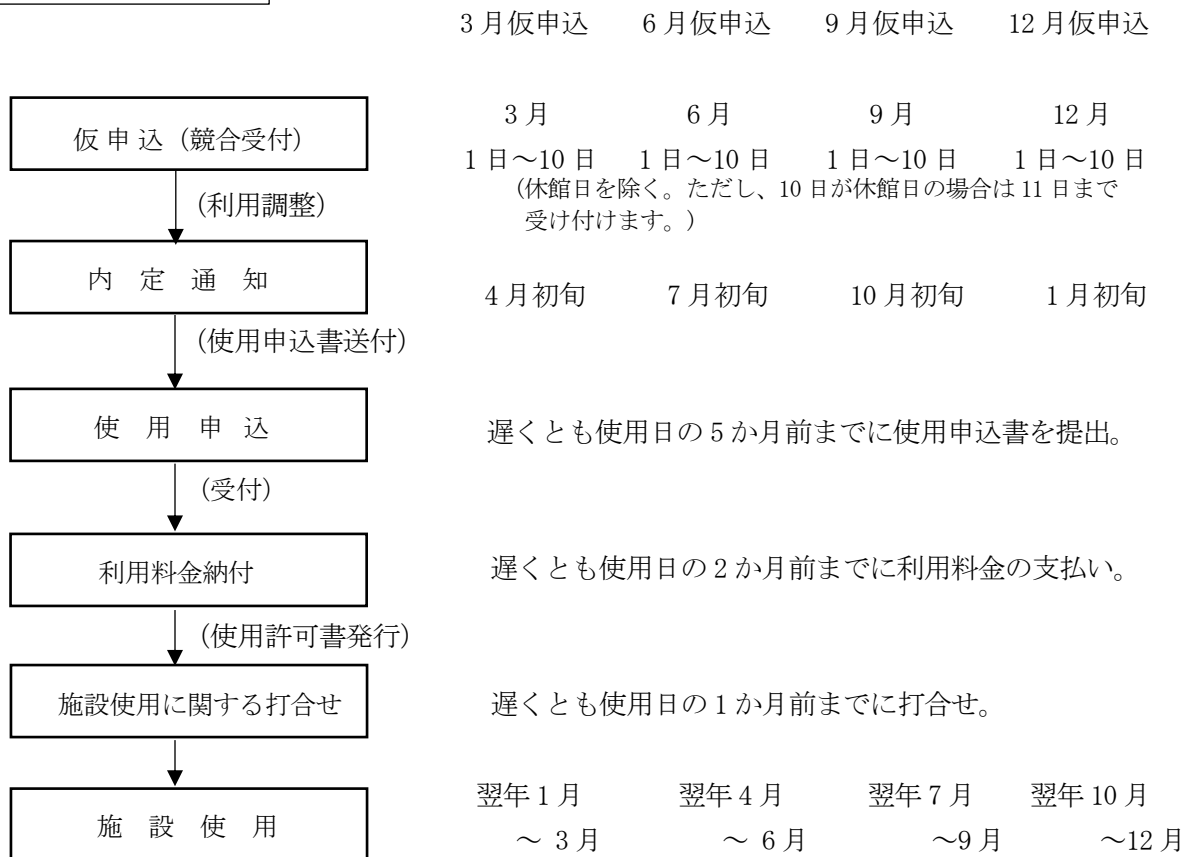 3月仮申込 6月仮申込 9月仮申込 12月仮申込
仮申込（競合受付）
3月 6月 9月 12月
1日～10日 1日～10日 1日～10日 1日～10日
（休館日を除く。ただし、10日が休館日の場合は11日まで
受け付けます。）
（利用調整）
内定通知
4月初旬 7月初旬 10月初旬 1月初旬
（使用申込書送付）
使用申込
遅くとも使用日の5か月前までに使用申込書を提出。
（受付）
利用料金納付
遅くとも使用日の2か月前までに利用料金の支払い。
（使用許可書発行）
施設使用に関する打合せ
遅くとも使用日の1か月前までに打合せ。
施設使用
翌年1月 翌年4月 翌年7月 翌年10月
～3月 ～6月 ～9月 ～12月